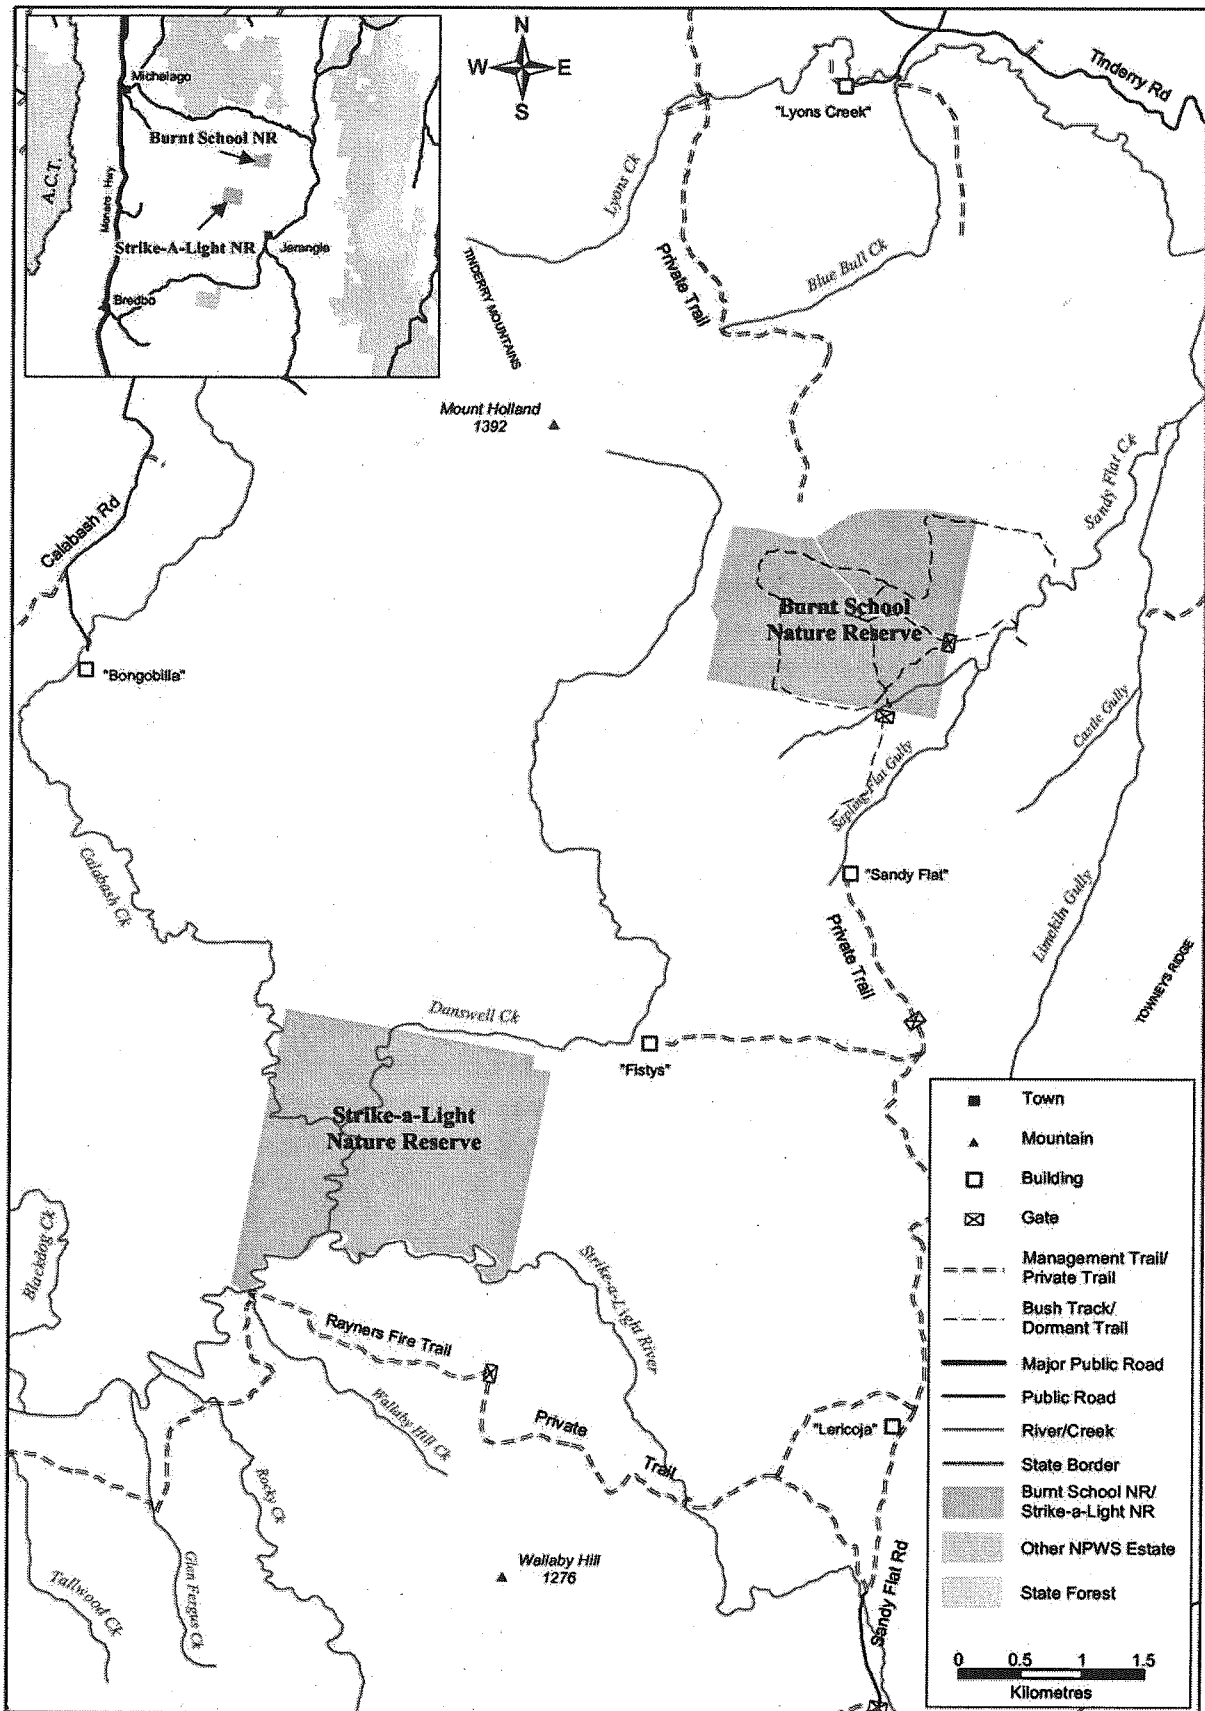 Michelago
Burnt School NR
A.C.T.
Monaro Hwy
Strike-A-Light NR
Jerangle
Bredbo
N
W
E
S
Tinderry Rd
"Lyons Creek"
Lyons Ck
Private Trail
Blue Bull Ck
TINDERRY MOUNTAINS
Mount Holland
1392
Sandy Flat Ck
Calabash Rd
Burnt School
Nature Reserve
"Bongobilla"
Castle Gully
Sapling Flat Gully
Calabash Ck
"Sandy Flat"
Limekiln Gully
Private Trail
TOWNEYS RIDGE
Danswell Ck
"Fistys"
Strike-a-Light
Nature Reserve
Blackdog Ck
Strike-a-Light River
Rayners Fire Trail
Wallaby Hill Ck
Private
Trail
"Lericoja"
Rocky Ck
Glen Fergus Ck
Tallwood Ck
Wallaby Hill
1276
Sandy Flat Rd
Town
Mountain
Building
Gate
Management Trail/
Private Trail
Bush Track/
Dormant Trail
Major Public Road
Public Road
River/Creek
State Border
Burnt School NR/
Strike-a-Light NR
Other NPWS Estate
State Forest
0 0.5 1 1.5
Kilometres